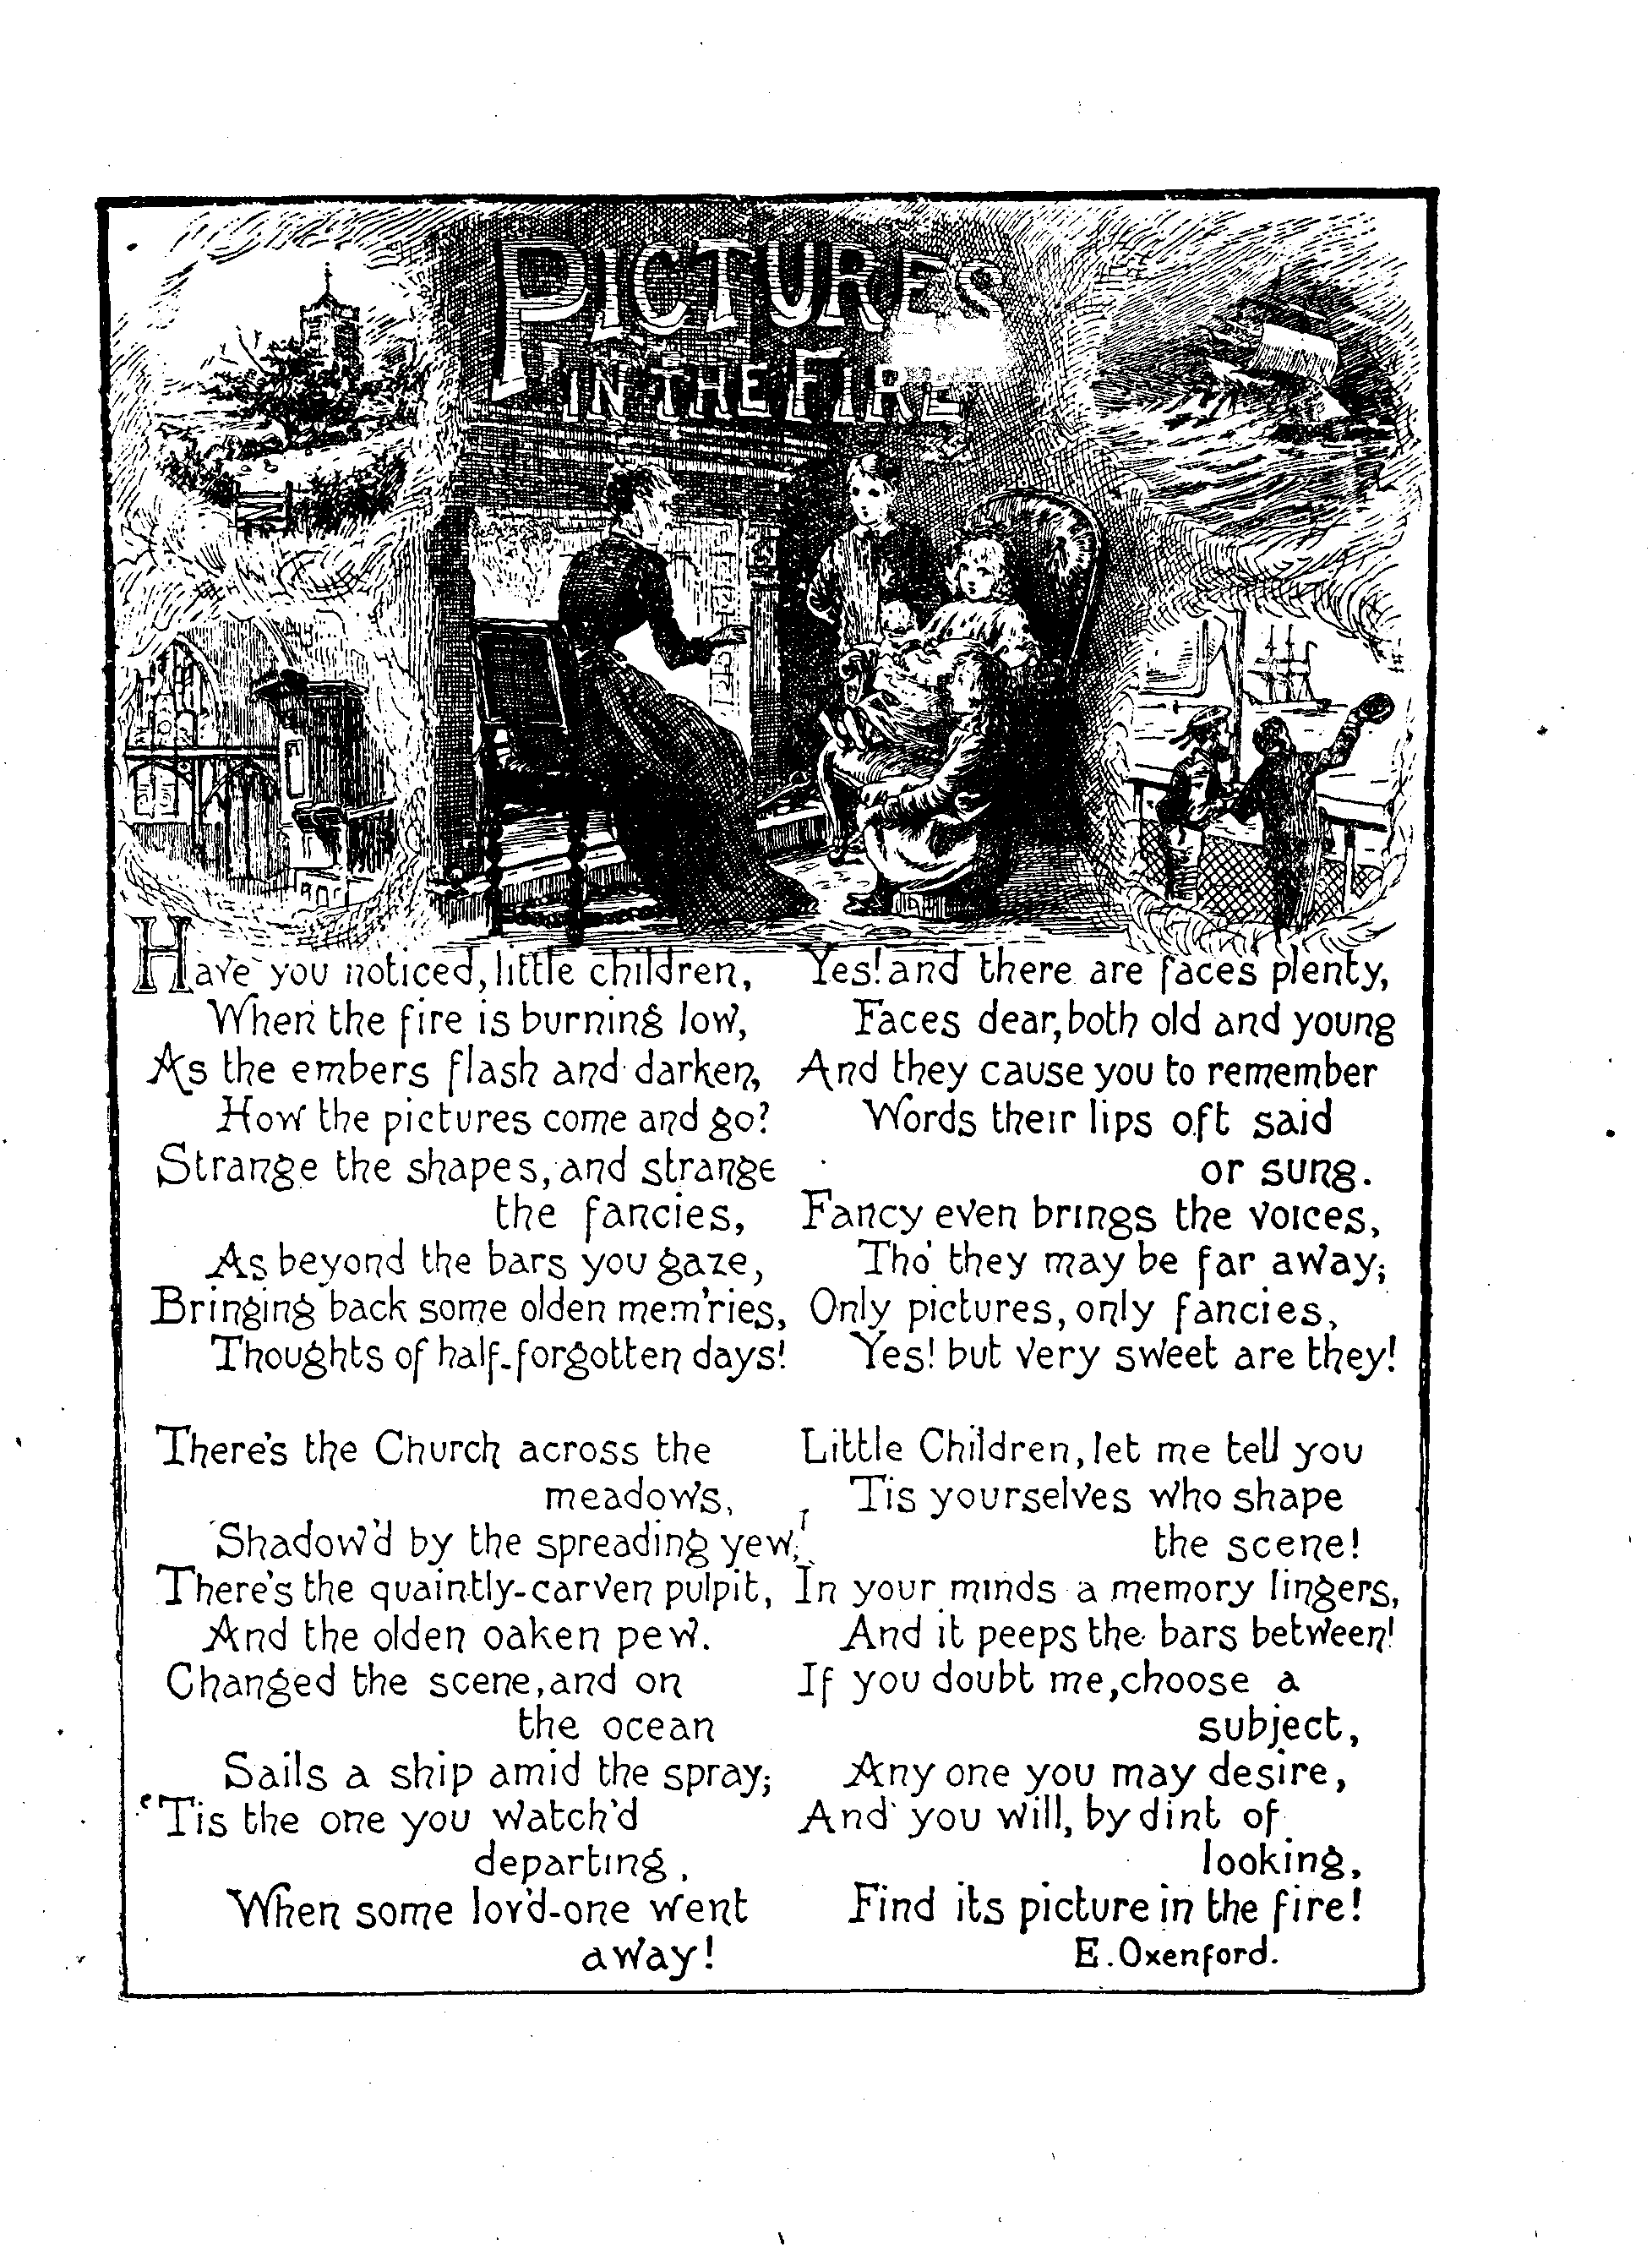 PICTURES
IN THE FIRE
Have you noticed, little children,
When the fire is burning low,
As the embers flash and darken,
How the pictures come and go?
Strange the shapes, and strange
the fancies,
As beyond the bars you gaze,
Bringing back some olden mem'ries,
Thoughts of half-forgotten days!
There's the Church across the
meadows,
Shadow'd by the spreading yew;
There's the quaintly-carven pulpit,
And the olden oaken pew.
Changed the scene, and on
the ocean
Sails a ship amid the spray;
'Tis the one you watch'd
departing,
When some lov'd-one went
away!
Yes! and there are faces plenty,
Faces dear, both old and young
And they cause you to remember
Words their lips oft said
or sung.
Fancy even brings the voices,
Tho' they may be far away;
Only pictures, only fancies,
Yes! but very sweet are they!
Little Children, let me tell you
Tis yourselves who shape
the scene!
In your minds a memory lingers,
And it peeps the bars between!
If you doubt me, choose a
subject,
Any one you may desire,
And you will, by dint of
looking,
Find its picture in the fire!
E. Oxenford.